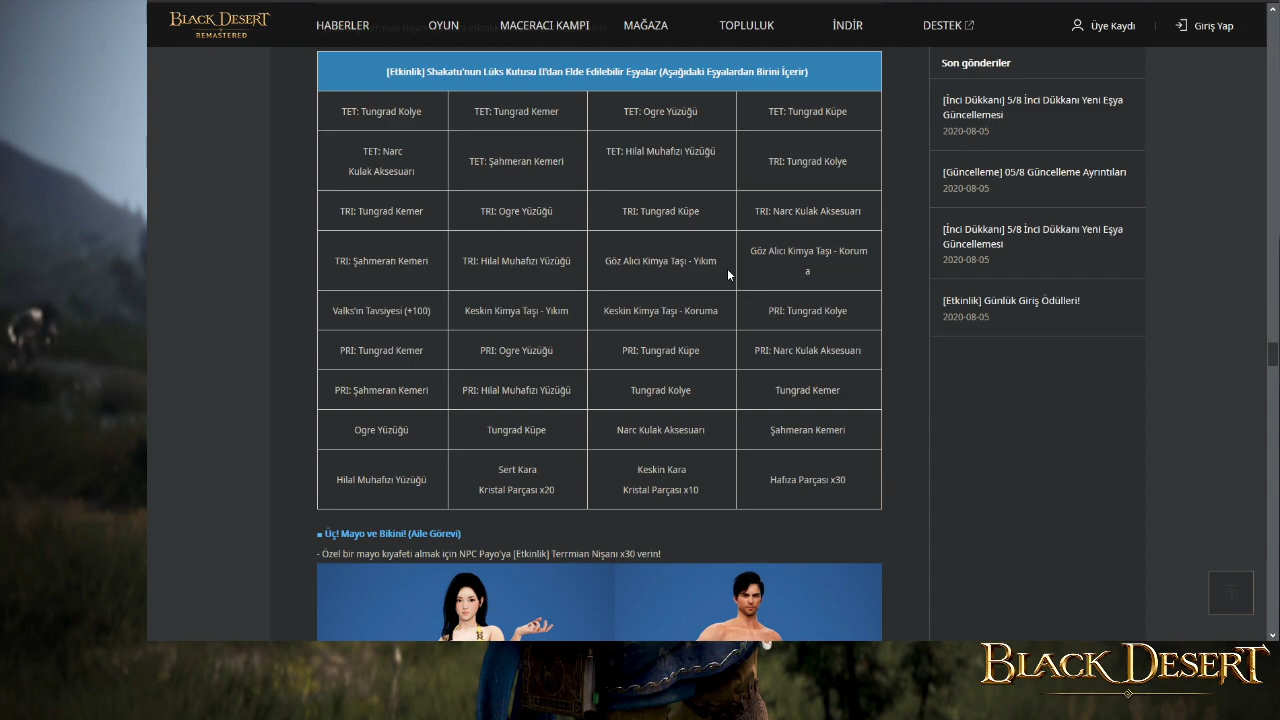 BLACK DESERT
REMASTERED
HABERLER
OYUN
MACERACI KAMPI
MAĞAZA
TOPLULUK
İNDİR
DESTEK
Üye Kaydı
Giriş Yap
[Etkinlik] Shakatu'nun Lüks Kutusu II'dan Elde Edilebilir Eşyalar (Aşağıdaki Eşyalardan Birini İçerir)
TET: Tungrad Kolye
TET: Tungrad Kemer
TET: Ogre Yüzüğü
TET: Tungrad Küpe
TET: Narc
Kulak Aksesuarı
TET: Şahmeran Kemeri
TET: Hilal Muhafızı Yüzüğü
TRI: Tungrad Kolye
TRI: Tungrad Kemer
TRI: Ogre Yüzüğü
TRI: Tungrad Küpe
TRI: Narc Kulak Aksesuarı
TRI: Şahmeran Kemeri
TRI: Hilal Muhafızı Yüzüğü
Göz Alıcı Kimya Taşı - Yıkım
Göz Alıcı Kimya Taşı - Korum
a
Valks'ın Tavsiyesi (+100)
Keskin Kimya Taşı - Yıkım
Keskin Kimya Taşı - Koruma
PRI: Tungrad Kolye
PRI: Tungrad Kemer
PRI: Ogre Yüzüğü
PRI: Tungrad Küpe
PRI: Narc Kulak Aksesuarı
PRI: Şahmeran Kemeri
PRI: Hilal Muhafızı Yüzüğü
Tungrad Kolye
Tungrad Kemer
Ogre Yüzüğü
Tungrad Küpe
Narc Kulak Aksesuarı
Şahmeran Kemeri
Hilal Muhafızı Yüzüğü
Sert Kara
Kristal Parçası x20
Keskin Kara
Kristal Parçası x10
Hafıza Parçası x30
■ Üç! Mayo ve Bikini! (Aile Görevi)
- Özel bir mayo kıyafeti almak için NPC Payo'ya [Etkinlik] Terrmian Nişanı x30 verin!
Son gönderiler
[İnci Dükkanı] 5/8 İnci Dükkanı Yeni Eşya
Güncellemesi
2020-08-05
[Güncelleme] 05/8 Güncelleme Ayrıntıları
2020-08-05
[İnci Dükkanı] 5/8 İnci Dükkanı Yeni Eşya
Güncellemesi
2020-08-05
[Etkinlik] Günlük Giriş Ödülleri!
2020-08-05
BLACK DESERT